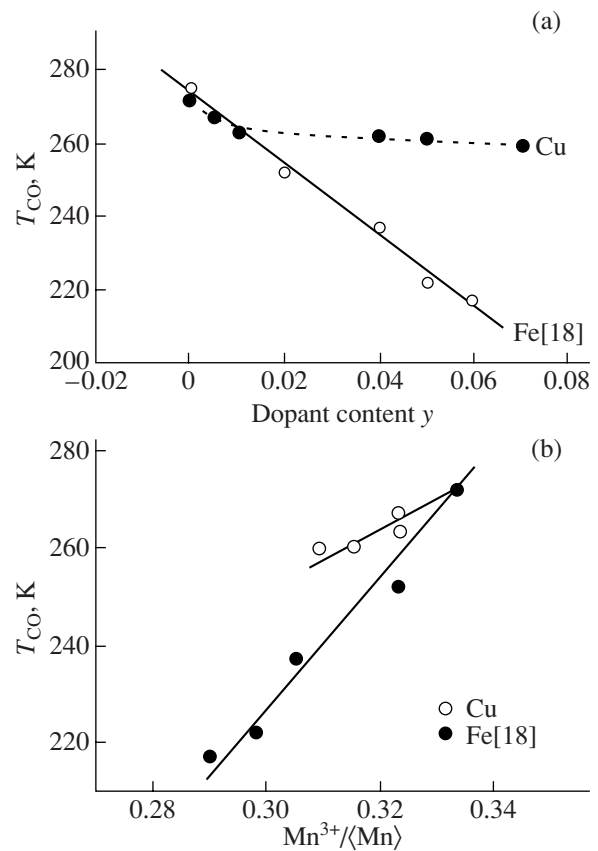 (a)
280
260
240
220
200
T_CO, K
Cu
Fe[18]
−0.02 0 0.02 0.04 0.06 0.08
Dopant content y
(b)
280
260
240
220
T_CO, K
Cu
Fe[18]
0.28 0.30 0.32 0.34
Mn³⁺/⟨Mn⟩